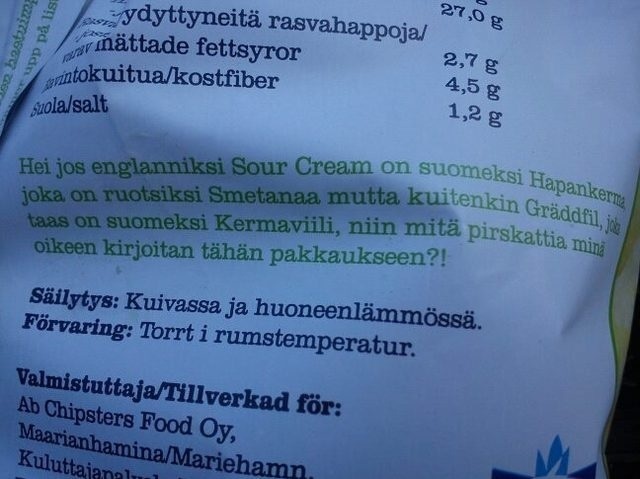 27,0 g
ydyttyneitä rasvahappoja/
mättade fettsyror 2,7 g
ravintokuitua/kostfiber 4,5 g
Suola/salt 1,2 g
Hei jos englanniksi Sour Cream on suomeksi Hapankerma
joka on ruotsiksi Smetanaa mutta kuitenkin Gräddfil, joka
taas on suomeksi Kermaviili, niin mitä pirskattia minä
oikeen kirjoitan tähän pakkaukseen?!
Säilytys: Kuivassa ja huoneenlämmössä.
Förvaring: Torrt i rumstemperatur.
Valmistuttaja/Tillverkad för:
Ab Chipsters Food Oy,
Maarianhamina/Mariehamn.